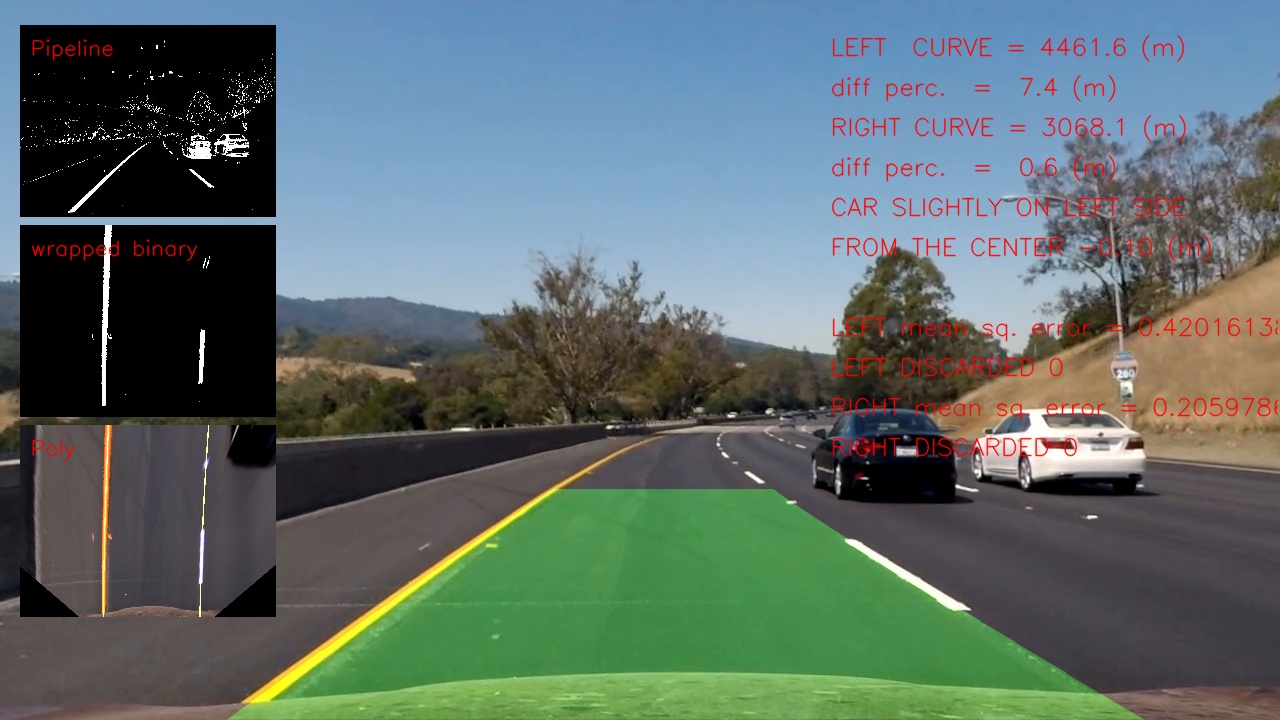 Pipeline
wrapped binary
Poly
LEFT CURVE = 4461.6 (m)
diff perc. = 7.4 (m)
RIGHT CURVE = 3068.1 (m)
diff perc. = 0.6 (m)
CAR SLIGHTLY ON LEFT SIDE
FROM THE CENTER -0.10 (m)
LEFT mean sq. error = 0.4201613
LEFT DISCARDED 0
RIGHT mean sq. error = 0.205978
RIGHT DISCARDED 0
280